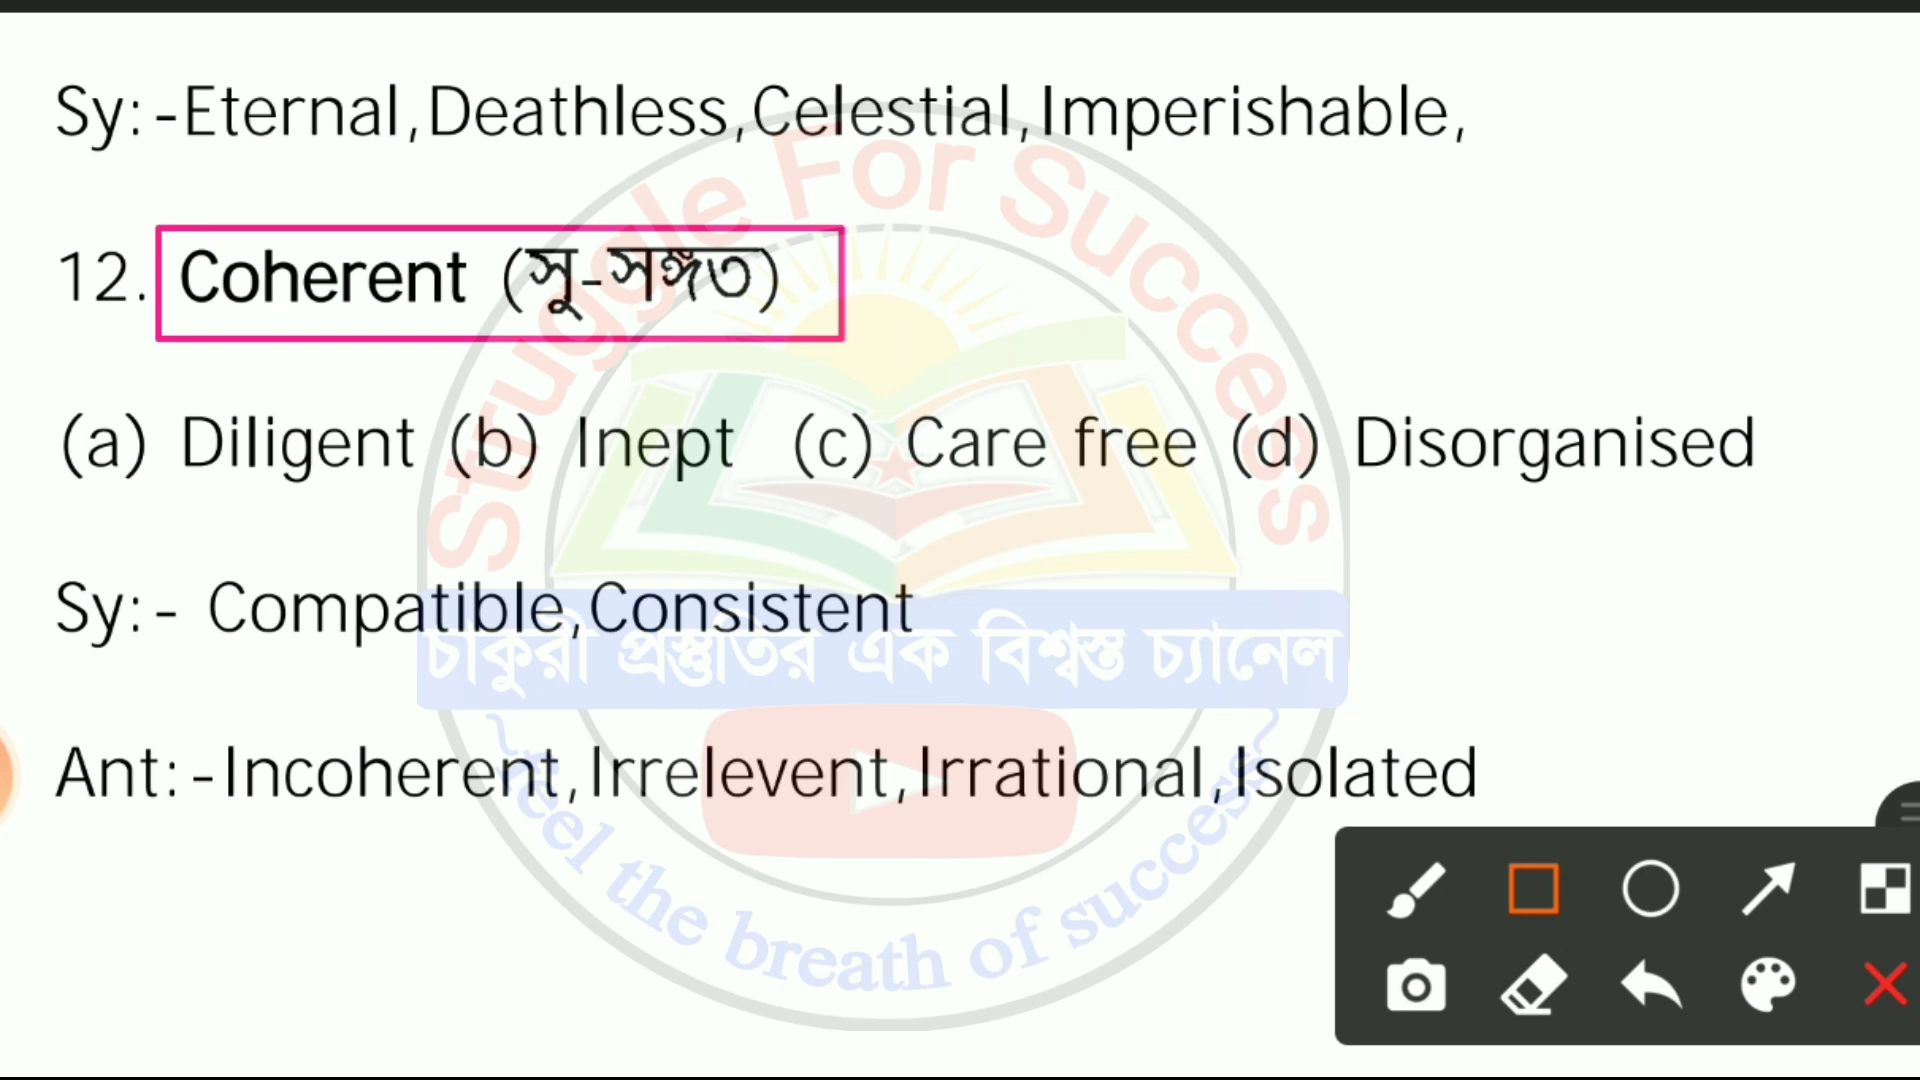 Sy:-Eternal,Deathless,Celestial,Imperishable,
12. Coherent (সু-সঙ্গত)
(a) Diligent (b) Inept (c) Care free (d) Disorganised
Sy:- Compatible,Consistent
Ant:-Incoherent,Irrelevent,Irrational,Isolated
Struggle For Success
চাকুরী প্রস্তুতির এক বিশ্বস্ত চ্যানেল
~feel the breath of success~